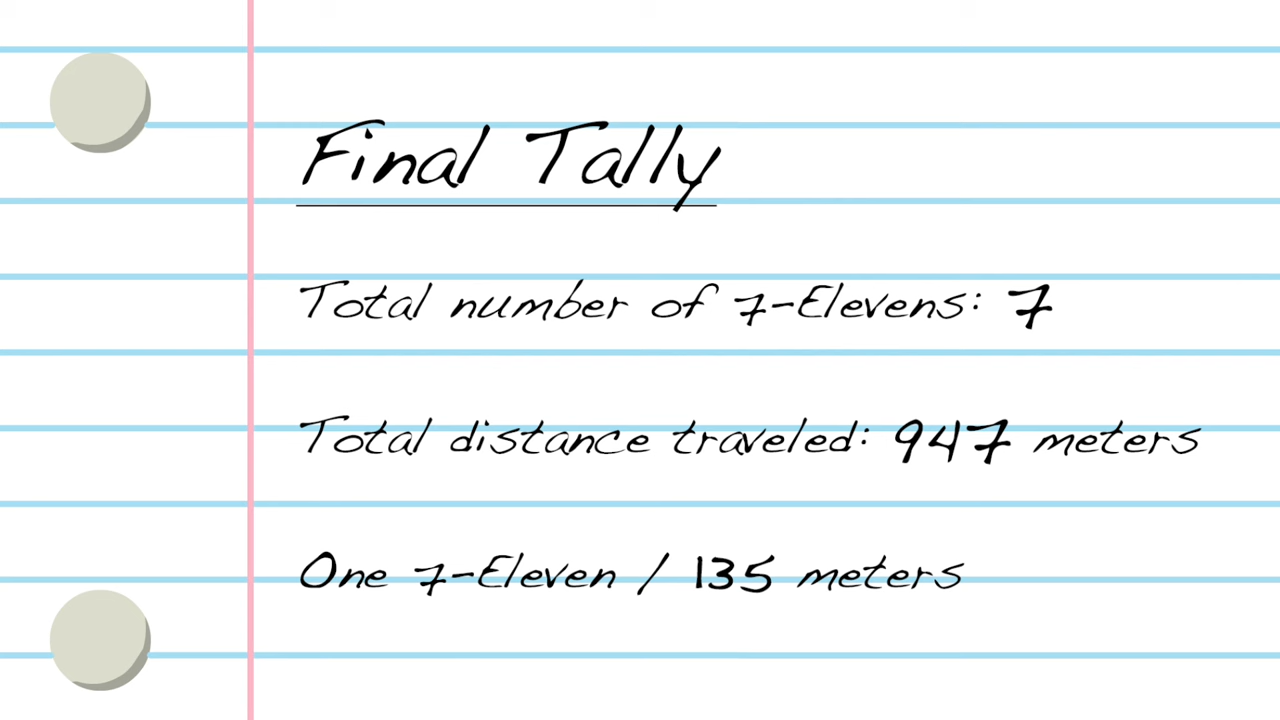 Final Tally
Total number of 7-Elevens: 7
Total distance traveled: 947 meters
One 7-Eleven / 135 meters